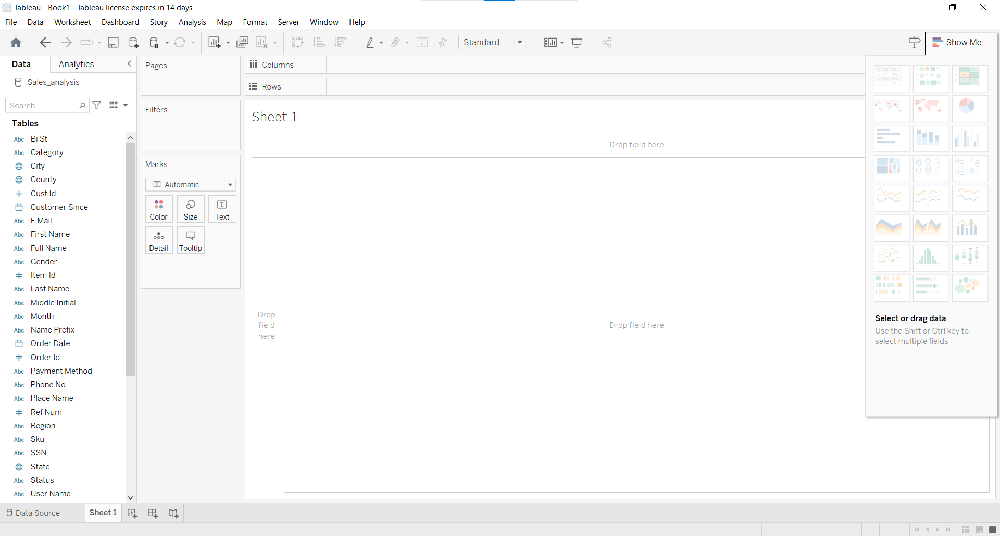 Tableau - Book1 - Tableau license expires in 14 days
File Data Worksheet Dashboard Story Analysis Map Format Server Window Help
Standard
Show Me
Data Analytics
Sales_analysis
Search
Tables
Abc Bi St
Abc Category
City
County
Cust Id
Customer Since
Abc E Mail
Abc First Name
Abc Full Name
Abc Gender
Item Id
Abc Last Name
Abc Middle Initial
Abc Month
Abc Name Prefix
Order Date
Order Id
Abc Payment Method
Abc Phone No.
Abc Place Name
Ref Num
Abc Region
Abc Sku
Abc SSN
State
Abc Status
Abc User Name
Pages
Filters
Marks
Automatic
Color Size Text
Detail Tooltip
Columns
Rows
Sheet 1
Drop field here
Drop
field
here
Drop field here
Select or drag data
Use the Shift or Ctrl key to
select multiple fields
Data Source Sheet 1